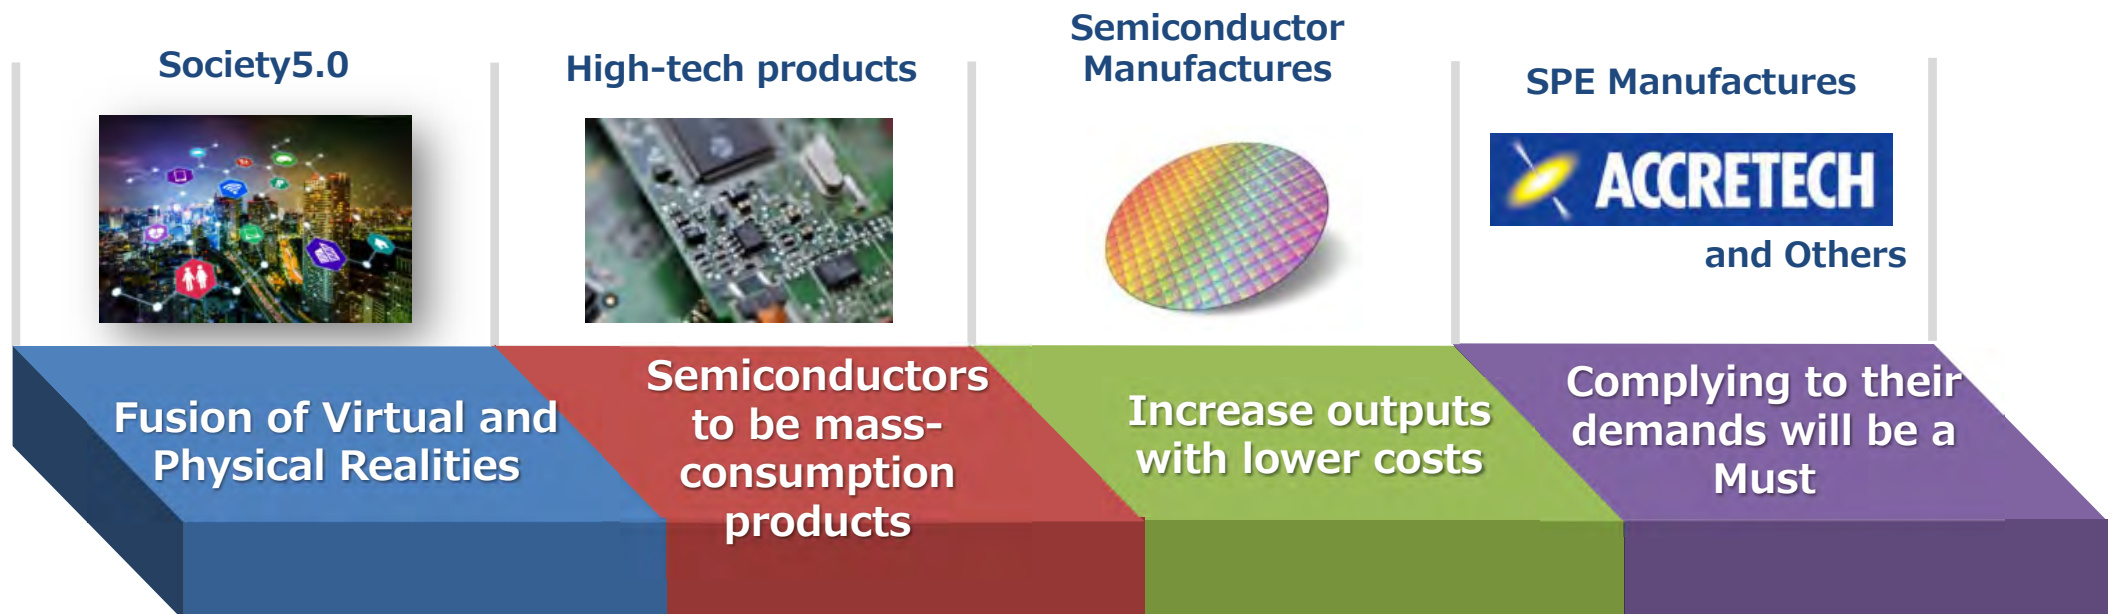 Society5.0
Fusion of Virtual and
Physical Realities
High-tech products
Semiconductors
to be mass-
consumption
products
Semiconductor
Manufactures
Increase outputs
with lower costs
SPE Manufactures
ACCRETECH
and Others
Complying to their
demands will be a
Must